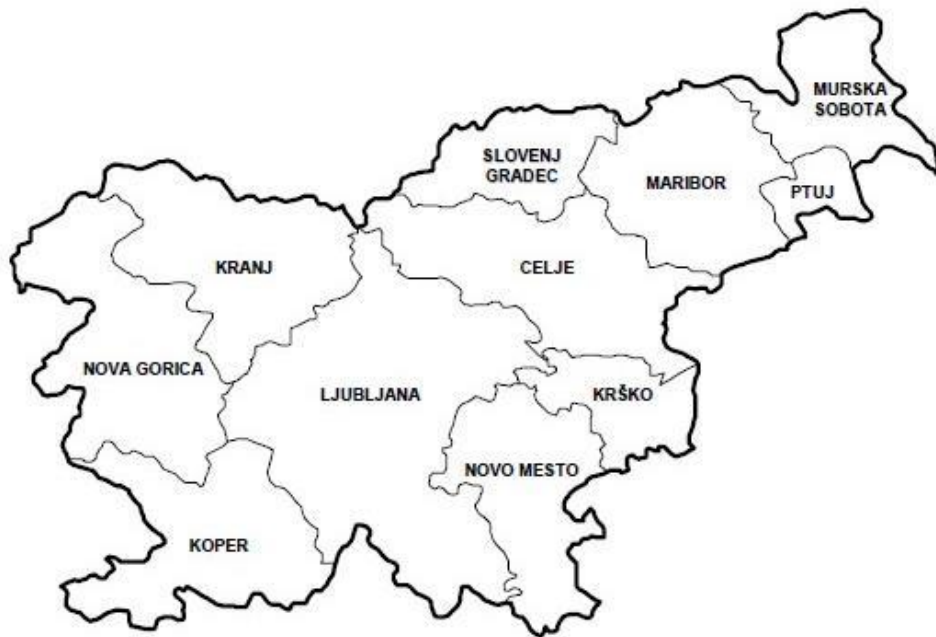 MURSKA
SOBOTA
SLOVENJ
GRADEC
MARIBOR
PTUJ
KRANJ
CELJE
NOVA GORICA
LJUBLJANA
KRŠKO
NOVO MESTO
KOPER